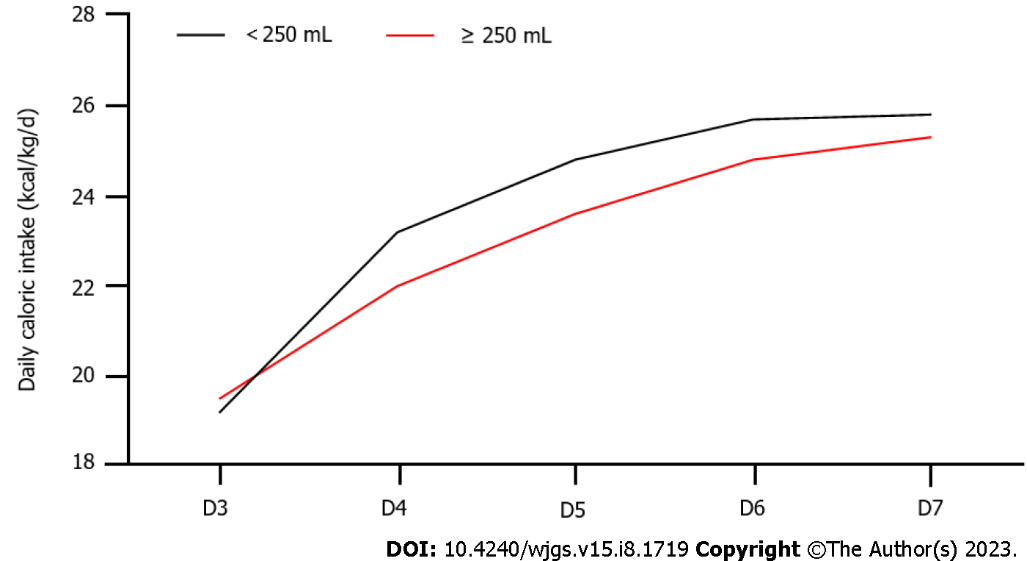 < 250 mL
≥ 250 mL
Daily caloric intake (kcal/kg/d)
28
26
24
22
20
18
D3
D4
D5
D6
D7
DOI: 10.4240/wjgs.v15.i8.1719 Copyright ©The Author(s) 2023.